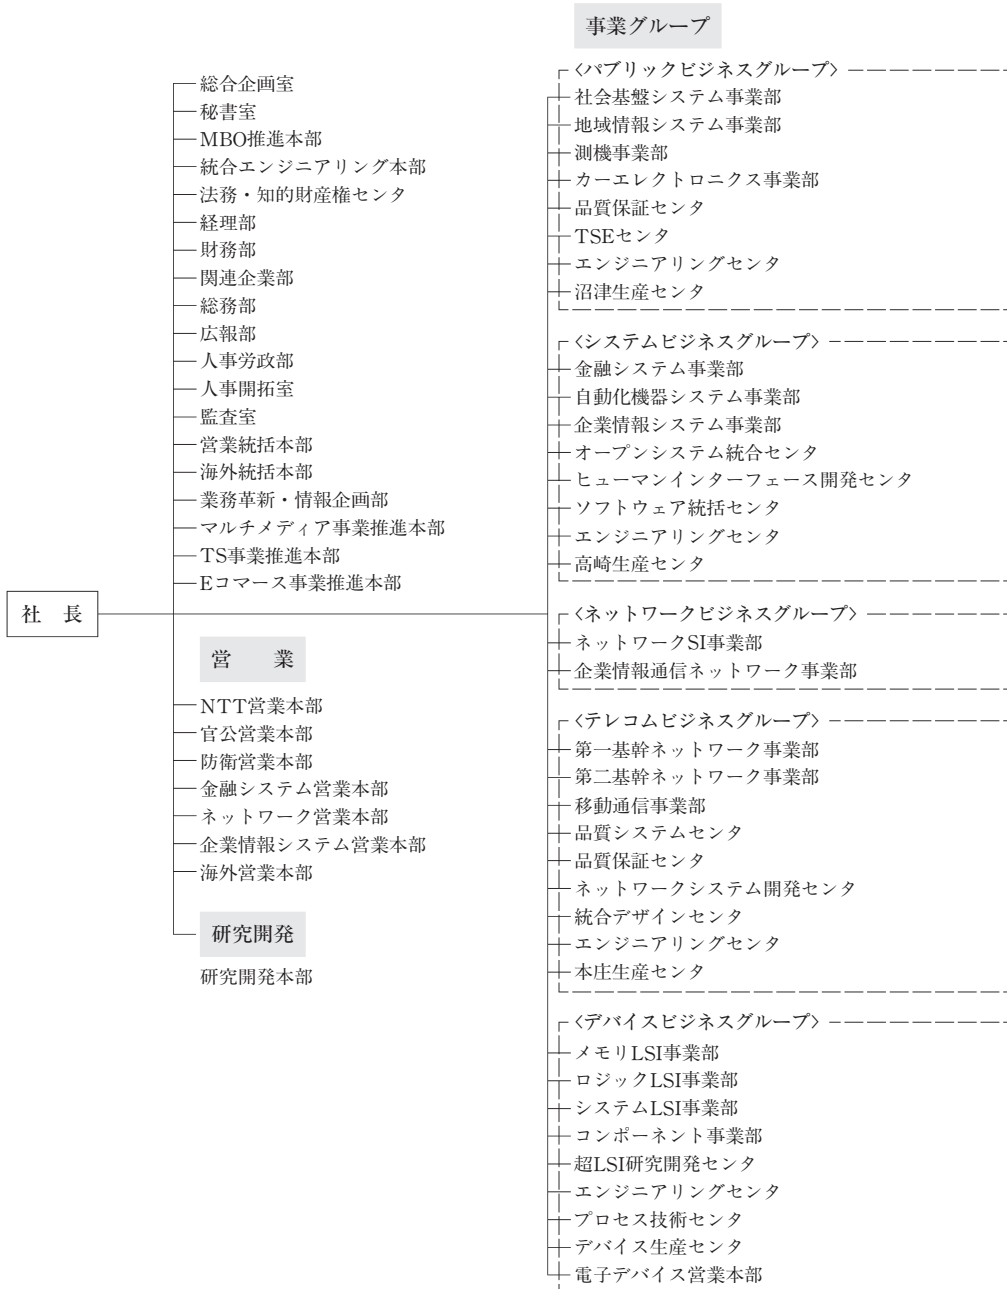 社 長
総合企画室
秘書室
MBO推進本部
統合エンジニアリング本部
法務・知的財産権センタ
経理部
財務部
関連企業部
総務部
広報部
人事労政部
人事開拓室
監査室
営業統括本部
海外統括本部
業務革新・情報企画部
マルチメディア事業推進本部
TS事業推進本部
Eコマース事業推進本部
営 業
NTT営業本部
官公営業本部
防衛営業本部
金融システム営業本部
ネットワーク営業本部
企業情報システム営業本部
海外営業本部
研究開発
研究開発本部
事業グループ
〈パブリックビジネスグループ〉
社会基盤システム事業部
地域情報システム事業部
測機事業部
カーエレクトロニクス事業部
品質保証センタ
TSEセンタ
エンジニアリングセンタ
沼津生産センタ
〈システムビジネスグループ〉
金融システム事業部
自動化機器システム事業部
企業情報システム事業部
オープンシステム統合センタ
ヒューマンインターフェース開発センタ
ソフトウェア統括センタ
エンジニアリングセンタ
高崎生産センタ
〈ネットワークビジネスグループ〉
ネットワークSI事業部
企業情報通信ネットワーク事業部
〈テレコムビジネスグループ〉
第一基幹ネットワーク事業部
第二基幹ネットワーク事業部
移動通信事業部
品質システムセンタ
品質保証センタ
ネットワークシステム開発センタ
統合デザインセンタ
エンジニアリングセンタ
本庄生産センタ
〈デバイスビジネスグループ〉
メモリLSI事業部
ロジックLSI事業部
システムLSI事業部
コンポーネント事業部
超LSI研究開発センタ
エンジニアリングセンタ
プロセス技術センタ
デバイス生産センタ
電子デバイス営業本部